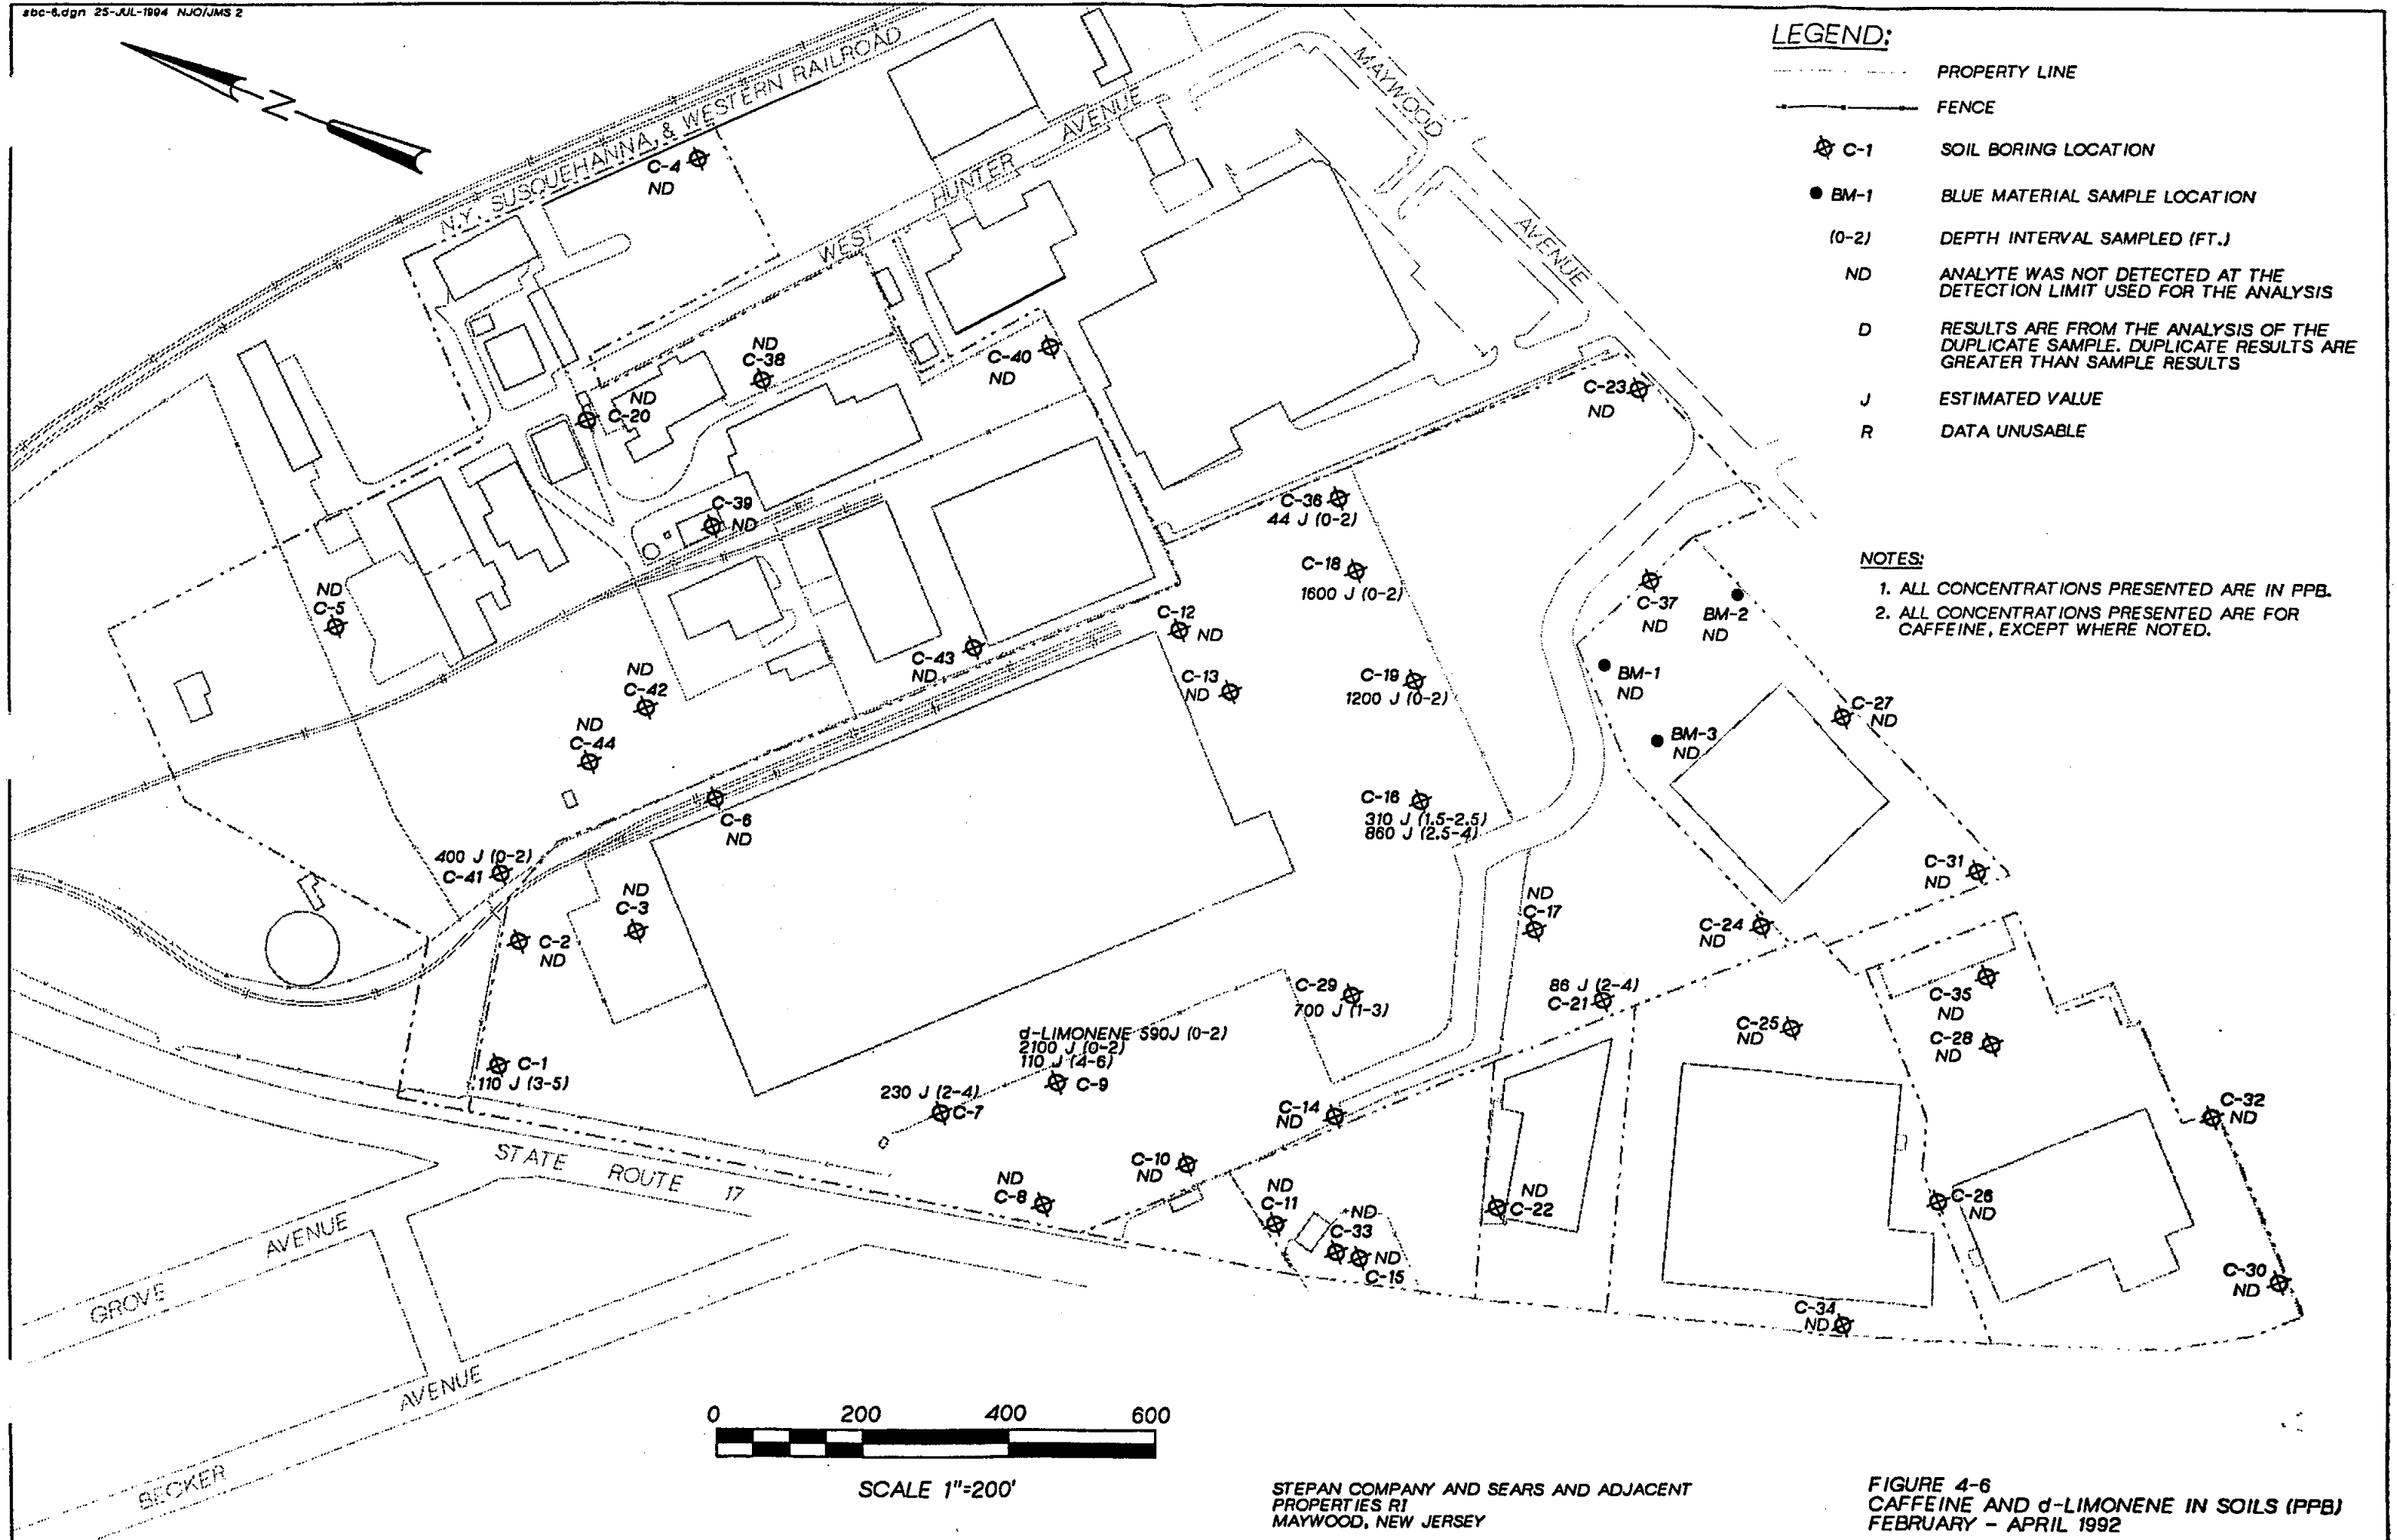 sbc-6.dgn 25-JUL-1994 NJO/JMS 2
Z
N.Y. SUSQUEHANNA, & WESTERN RAILROAD
WEST HUNTER AVENUE
MAYWOOD AVENUE
LEGEND:
PROPERTY LINE
FENCE
C-1 SOIL BORING LOCATION
BM-1 BLUE MATERIAL SAMPLE LOCATION
(0-2) DEPTH INTERVAL SAMPLED (FT.)
ND ANALYTE WAS NOT DETECTED AT THE
DETECTION LIMIT USED FOR THE ANALYSIS
D RESULTS ARE FROM THE ANALYSIS OF THE
DUPLICATE SAMPLE. DUPLICATE RESULTS ARE
GREATER THAN SAMPLE RESULTS
J ESTIMATED VALUE
R DATA UNUSABLE
NOTES:
1. ALL CONCENTRATIONS PRESENTED ARE IN PPB.
2. ALL CONCENTRATIONS PRESENTED ARE FOR
CAFFEINE, EXCEPT WHERE NOTED.
C-4
ND
ND
C-38
C-40
ND
ND
C-20
C-23
ND
C-39
ND
C-36
44 J (0-2)
C-18
1600 J (0-2)
ND
C-5
C-37
ND
BM-2
ND
C-12
ND
C-43
ND
BM-1
ND
C-13
ND
C-19
1200 J (0-2)
ND
C-42
C-27
ND
ND
C-44
BM-3
ND
C-6
ND
C-16
310 J (1.5-2.5)
860 J (2.5-4)
400 J (0-2)
C-41
C-31
ND
ND
C-3
ND
C-17
C-24
ND
C-2
ND
C-29
700 J (1-3)
86 J (2-4)
C-21
C-35
ND
C-25
ND
C-28
ND
d-LIMONENE 590J (0-2)
2100 J (0-2)
110 J (4-6)
C-9
C-1
110 J (3-5)
230 J (2-4)
C-7
C-14
ND
C-32
ND
C-10
ND
ND
C-8
ND
C-11
ND
C-33
ND
C-15
ND
C-22
C-26
ND
C-30
ND
C-34
ND
STATE ROUTE 17
GROVE AVENUE
BECKER AVENUE
0 200 400 600
SCALE 1"=200'
STEPAN COMPANY AND SEARS AND ADJACENT
PROPERTIES RI
MAYWOOD, NEW JERSEY
FIGURE 4-6
CAFFEINE AND d-LIMONENE IN SOILS (PPB)
FEBRUARY - APRIL 1992